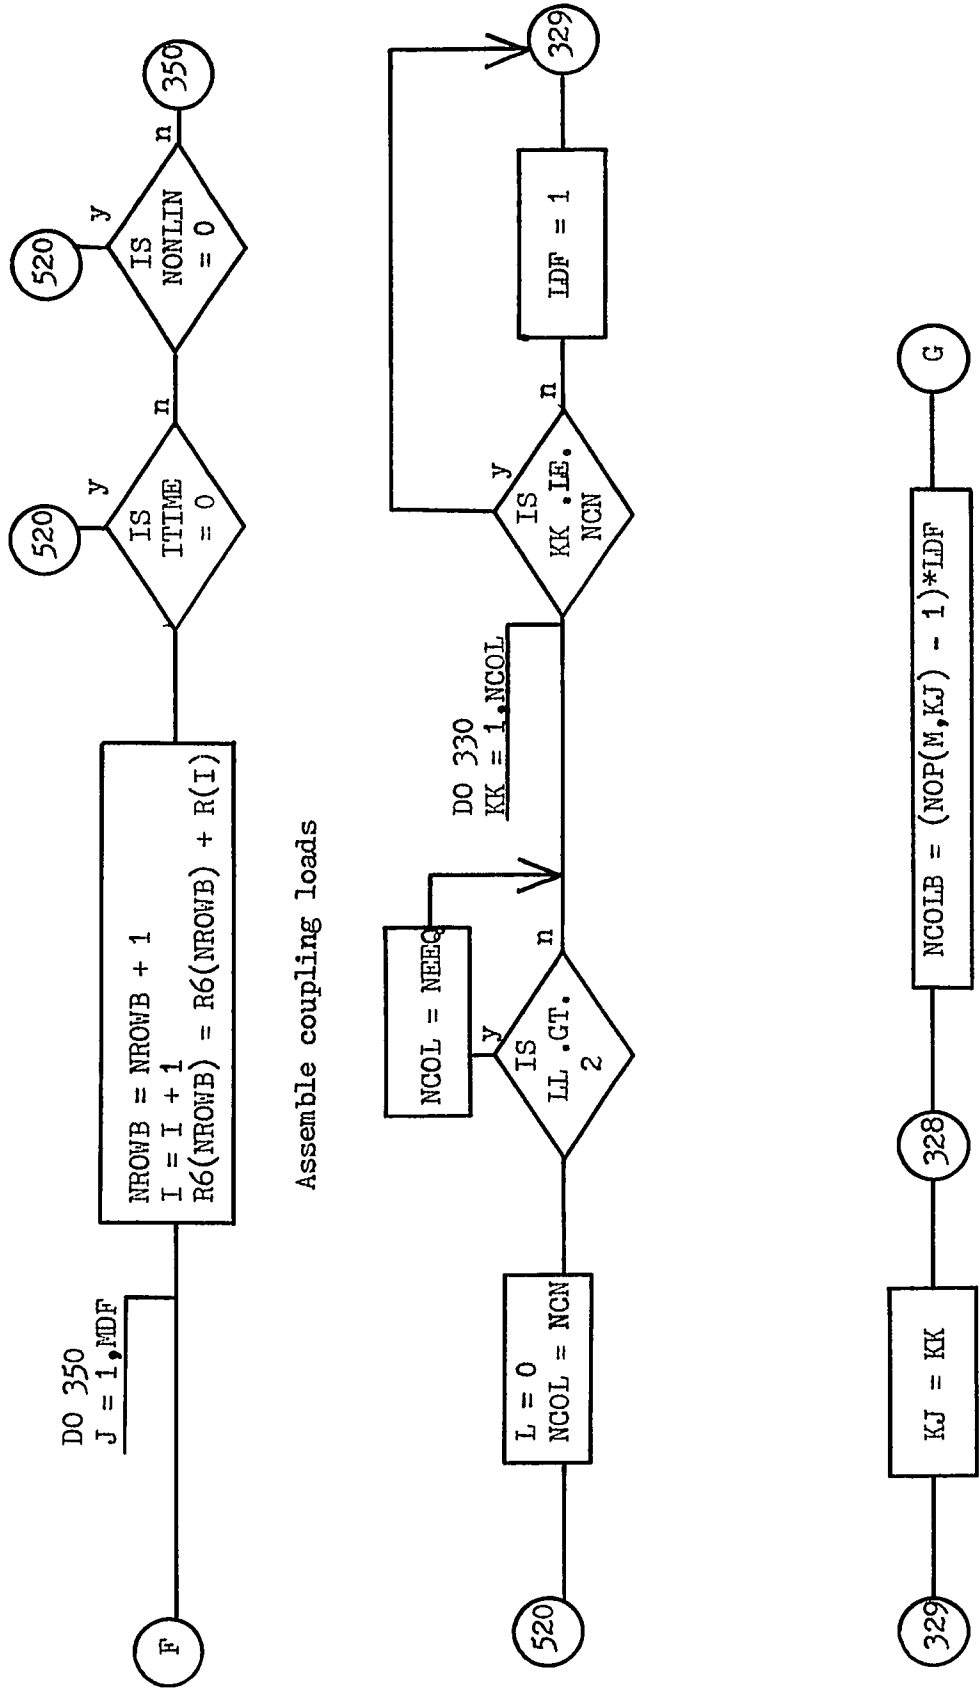 F
DO 350
J = 1,MDF
NROWB = NROWB + 1
I = I + 1
R6(NROWB) = R6(NROWB) + R(I)
IS
TTIME
= 0
y
520
n
IS
NONLIN
= 0
y
520
n
350
Assemble coupling loads
520
L = 0
NCOL = NCN
IS
LL .GT.
2
y
NCOL = NEEQ
n
DO 330
KK = 1,NCOL
IS
KK .LE.
NCN
y
n
LDF = 1
329
329
KJ = KK
328
NCOLB = (NOP(M,KJ) - 1)*LDF
G